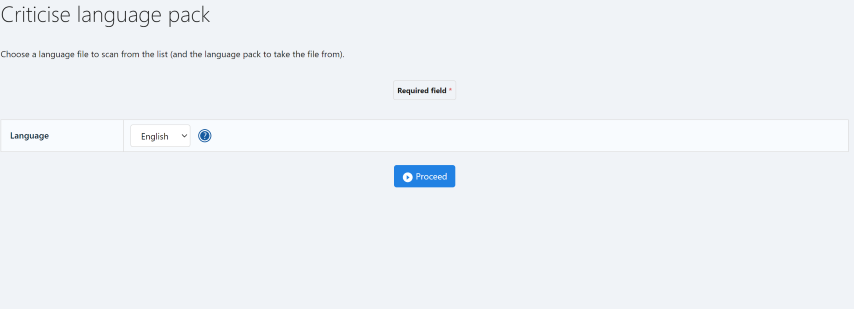 Criticise language pack
Choose a language file to scan from the list (and the language pack to take the file from).
Required field *
Language
English
?
Proceed